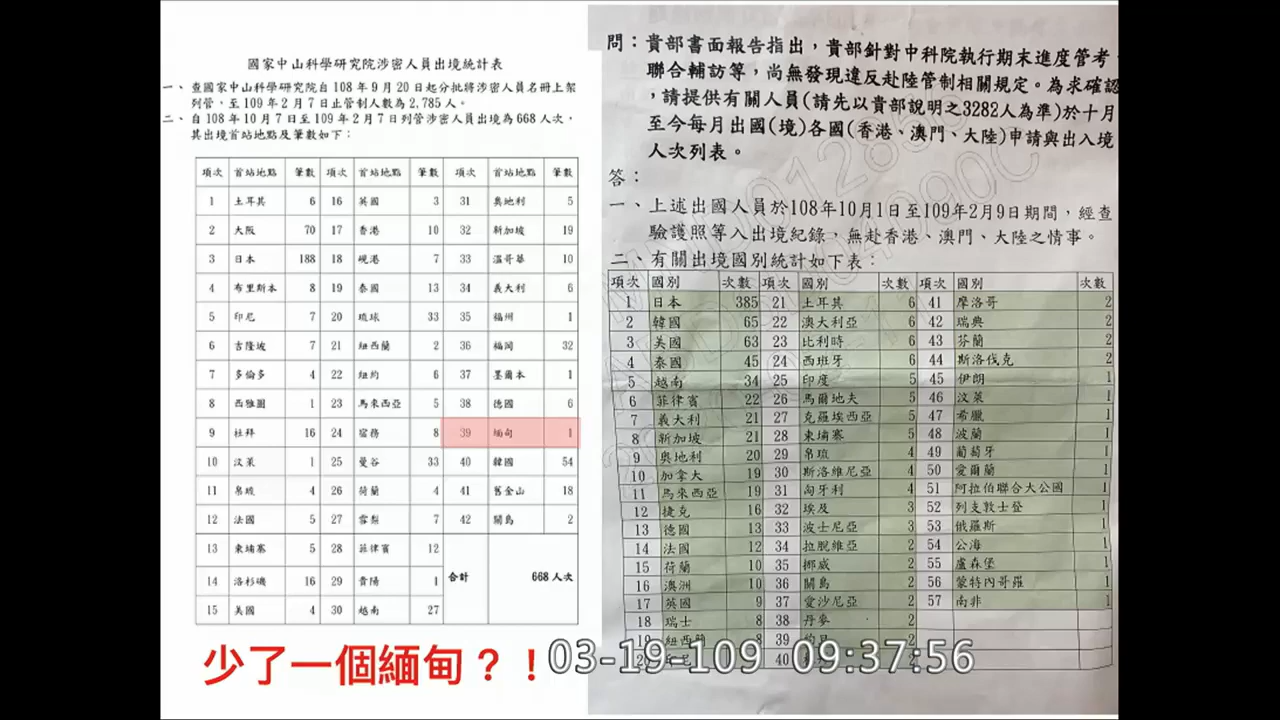 國家中山科學研究院涉密人員出境統計表
一、查國家中山科學研究院自108年9月20日起分批將涉密人員名冊上架
列管，至109年2月7日止管制人數為2,785人。
二、自108年10月7日至109年2月7日列管涉密人員出境為668人次，
其出境首站地點及筆數如下：
項次 首站地點 筆數 項次 首站地點 筆數 項次 首站地點 筆數
1 土耳其 6 16 英國 3 31 奧地利 5
2 大阪 70 17 香港 10 32 新加坡 19
3 日本 188 18 峴港 7 33 溫哥華 10
4 布里斯本 8 19 泰國 13 34 義大利 6
5 印尼 7 20 琉球 33 35 福州 1
6 吉隆坡 7 21 紐西蘭 2 36 福岡 32
7 多倫多 4 22 紐約 6 37 墨爾本 1
8 西雅圖 1 23 馬來西亞 5 38 德國 6
9 杜拜 16 24 宿務 8 39 緬甸 1
10 汶萊 1 25 曼谷 33 40 韓國 54
11 帛琉 4 26 荷蘭 4 41 舊金山 18
12 法國 5 27 雪梨 7 42 關島 2
13 柬埔寨 5 28 菲律賓 12
14 洛杉磯 16 29 貴陽 1 合計 668人次
15 美國 4 30 越南 27
少了一個緬甸？！
問：貴部書面報告指出，貴部針對中科院執行期末進度管考
聯合輔訪等，尚無發現違反赴陸管制相關規定。為求確認
，請提供有關人員(請先以貴部說明之3282人為準)於十月
至今每月出國(境)各國(香港、澳門、大陸)申請與出入境
人次列表。
答：
一、上述出國人員於108年10月1日至109年2月9日期間，經查
驗護照等入出境紀錄，無赴香港、澳門、大陸之情事。
二、有關出境國別統計如下表：
項次 國別 次數 項次 國別 次數 項次 國別 次數
1 日本 385 21 土耳其 6 41 摩洛哥 2
2 韓國 65 22 澳大利亞 6 42 瑞典 2
3 美國 63 23 比利時 6 43 芬蘭 2
4 泰國 45 24 西班牙 6 44 斯洛伐克 2
5 越南 34 25 印度 5 45 伊朗 1
6 菲律賓 22 26 馬爾地夫 5 46 汶萊 1
7 義大利 21 27 克羅埃西亞 5 47 希臘 1
8 新加坡 21 28 柬埔寨 5 48 波蘭 1
9 奧地利 20 29 帛琉 4 49 葡萄牙 1
10 加拿大 19 30 斯洛維尼亞 4 50 愛爾蘭 1
11 馬來西亞 19 31 匈牙利 4 51 阿拉伯聯合大公國 1
12 捷克 16 32 埃及 3 52 列支敦士登 1
13 德國 13 33 波士尼亞 3 53 俄羅斯 1
14 法國 12 34 拉脫維亞 2 54 公海 1
15 荷蘭 10 35 挪威 2 55 盧森堡 1
16 澳洲 10 36 關島 2 56 蒙特內哥羅 1
17 英國 9 37 愛沙尼亞 2 57 南非 1
18 瑞士 8 38 丹麥 2
19 紐西蘭 8 39 約旦 2
40
03-19-109 09:37:56